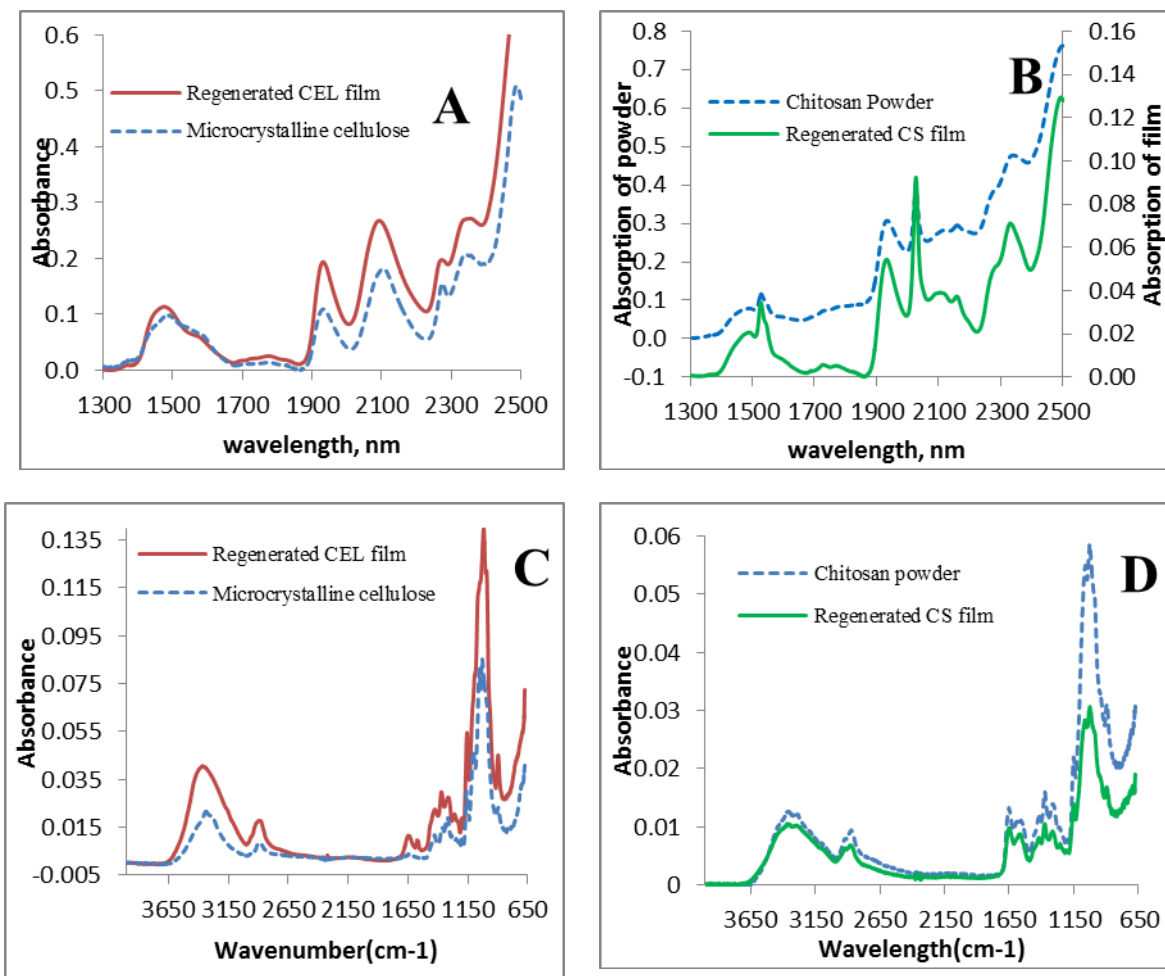 A
Absorbance
0.6
0.5
0.4
0.3
0.2
0.1
0.0
Regenerated CEL film
Microcrystalline cellulose
1300 1500 1700 1900 2100 2300 2500
wavelength, nm
B
Absorption of powder
0.8
0.7
0.6
0.5
0.4
0.3
0.2
0.1
0.0
-0.1
Chitosan Powder
Regenerated CS film
0.16
0.14
0.12
0.10
0.08
0.06
0.04
0.02
0.00
Absorption of film
1300 1500 1700 1900 2100 2300 2500
wavelength, nm
C
Absorbance
0.135
0.115
0.095
0.075
0.055
0.035
0.015
-0.005
Regenerated CEL film
Microcrystalline cellulose
3650 3150 2650 2150 1650 1150 650
Wavenumber(cm-1)
D
Absorbance
0.06
0.05
0.04
0.03
0.02
0.01
0
Chitosan powder
Regenerated CS film
3650 3150 2650 2150 1650 1150 650
Wavelength(cm-1)